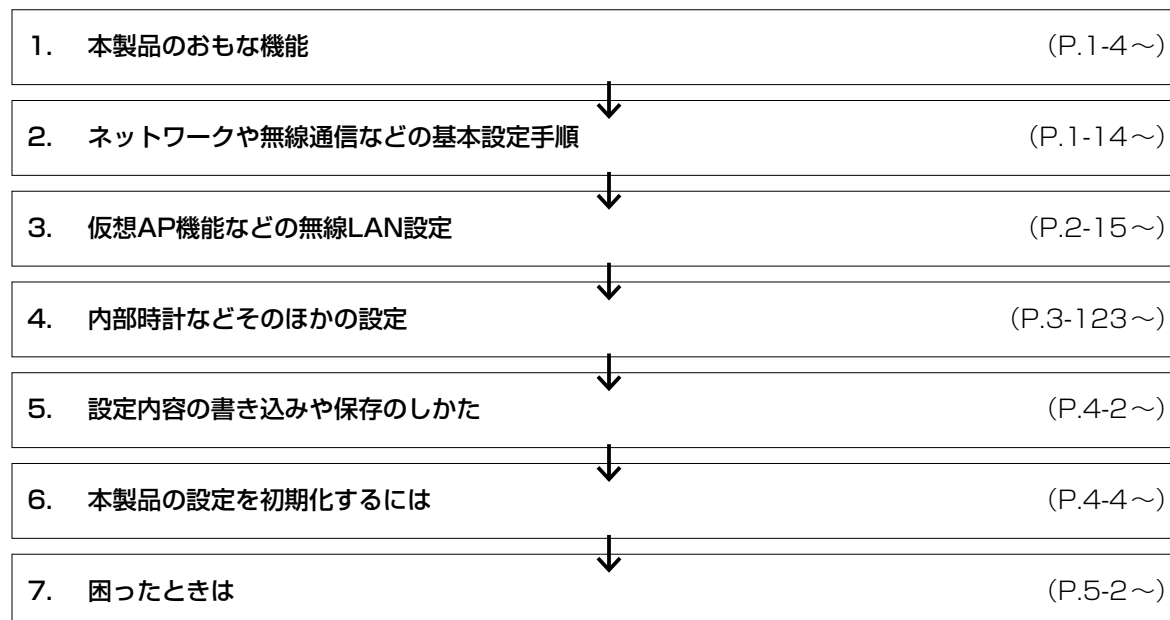 1. 本製品のおもな機能 (P.1-4～)
2. ネットワークや無線通信などの基本設定手順 (P.1-14～)
3. 仮想AP機能などの無線LAN設定 (P.2-15～)
4. 内部時計などそのほかの設定 (P.3-123～)
5. 設定内容の書き込みや保存のしかた (P.4-2～)
6. 本製品の設定を初期化するには (P.4-4～)
7. 困ったときは (P.5-2～)